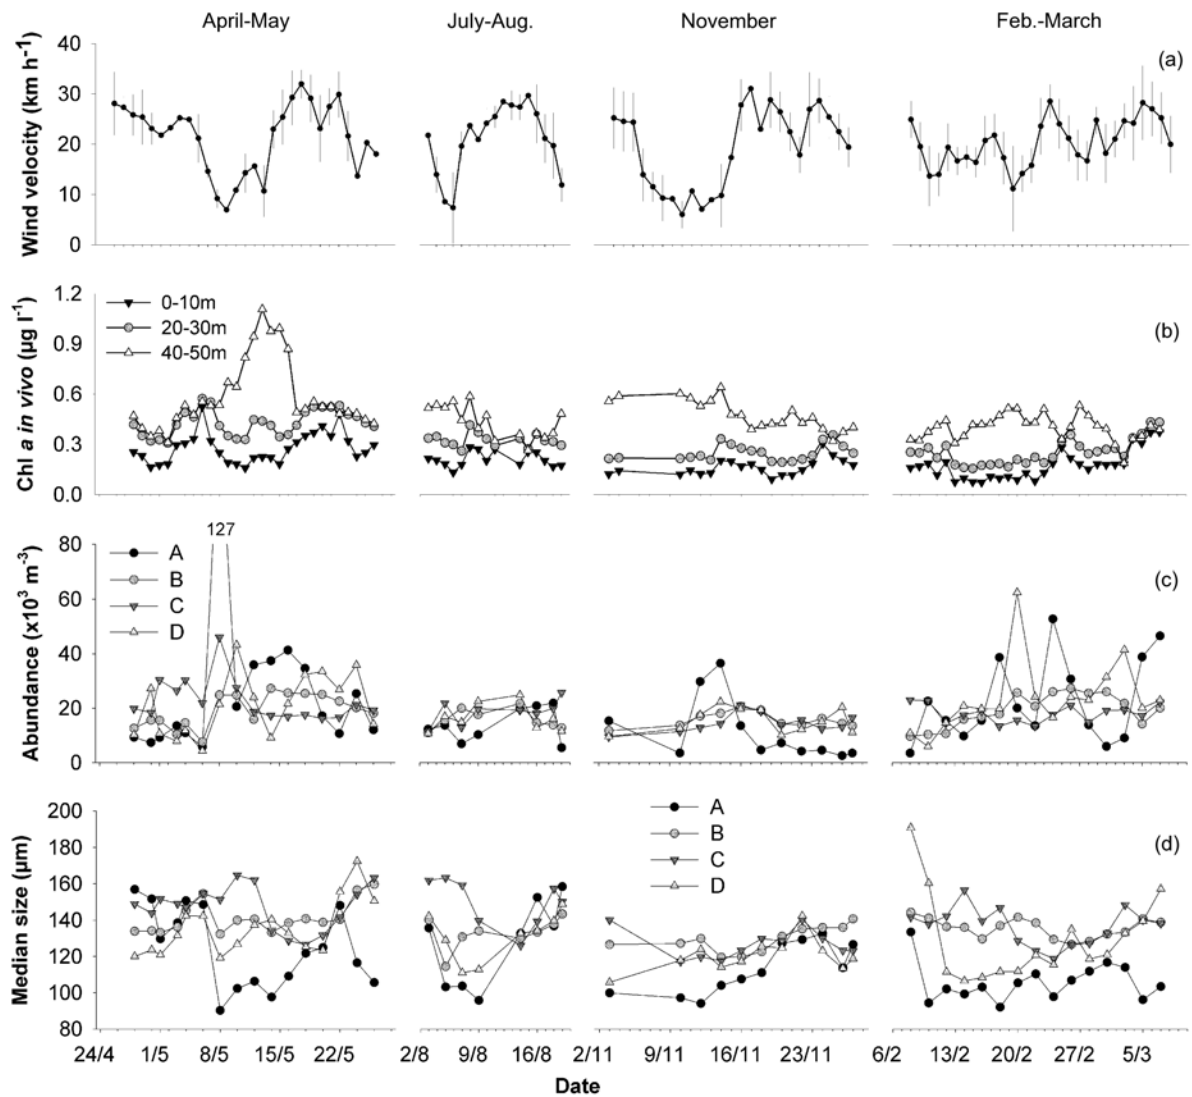 April-May July-Aug. November Feb.-March
(a)
Wind velocity (km h-1)
40
30
20
10
0
(b)
Chl a in vivo (µg l-1)
1.2
0.9
0.6
0.3
0.0
0-10m
20-30m
40-50m
127
(c)
Abundance (x10³ m-3)
80
60
40
20
0
A
B
C
D
(d)
Median size (µm)
200
180
160
140
120
100
80
A
B
C
D
24/4 1/5 8/5 15/5 22/5 2/8 9/8 16/8 2/11 9/11 16/11 23/11 6/2 13/2 20/2 27/2 5/3
Date